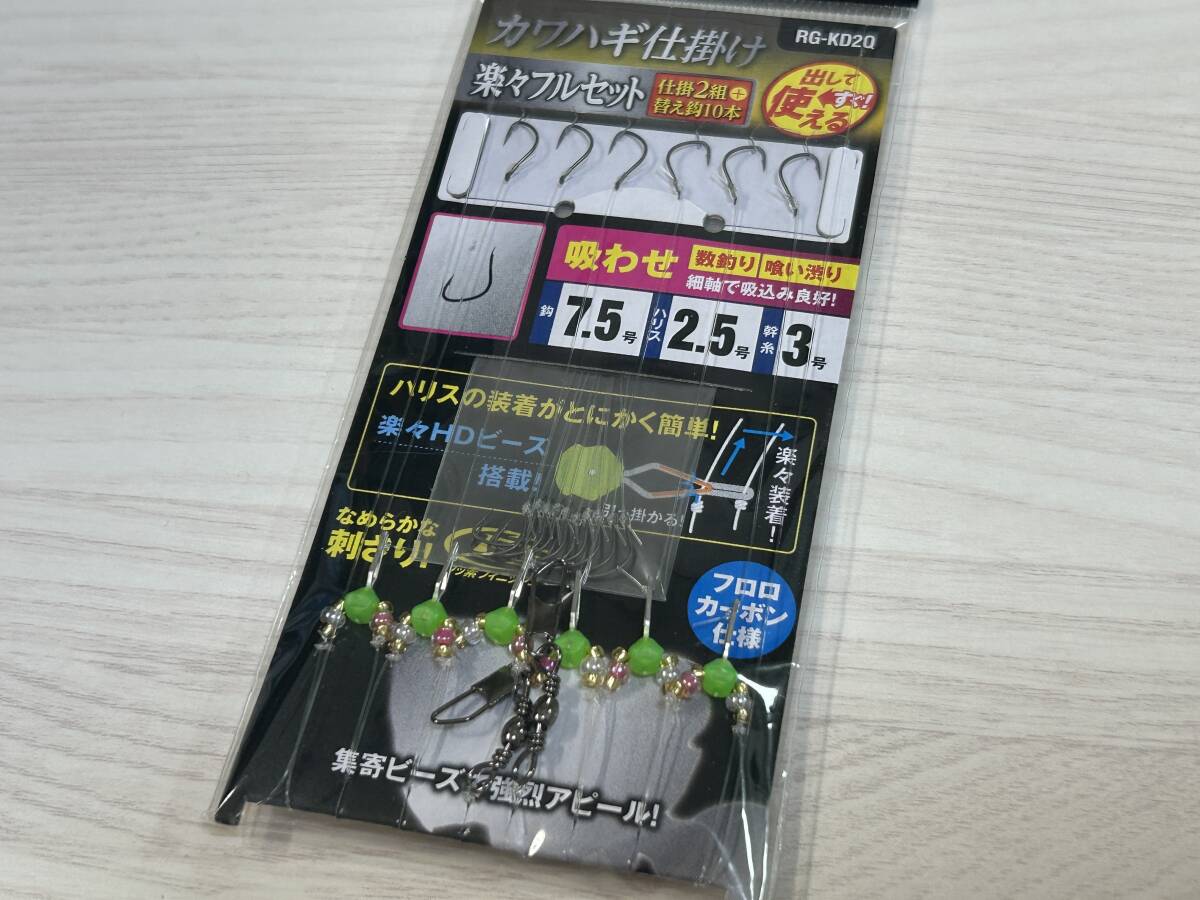 カワハギ仕掛け
RG-KD2Q
楽々フルセット
仕掛2組+
替え鈎10本
出して
すぐ!
使える
吸わせ
数釣り 喰い渋り
細軸で吸込み良好!
鈎 7.5号 ハリス 2.5号 幹糸 3号
ハリスの装着がとにかく簡単!
楽々HDビーズ
搭載!
掛かる!
楽々装着!
なめらかな
刺さり!
フロロ
カーボン
仕様
集寄ビーズで強烈アピール!